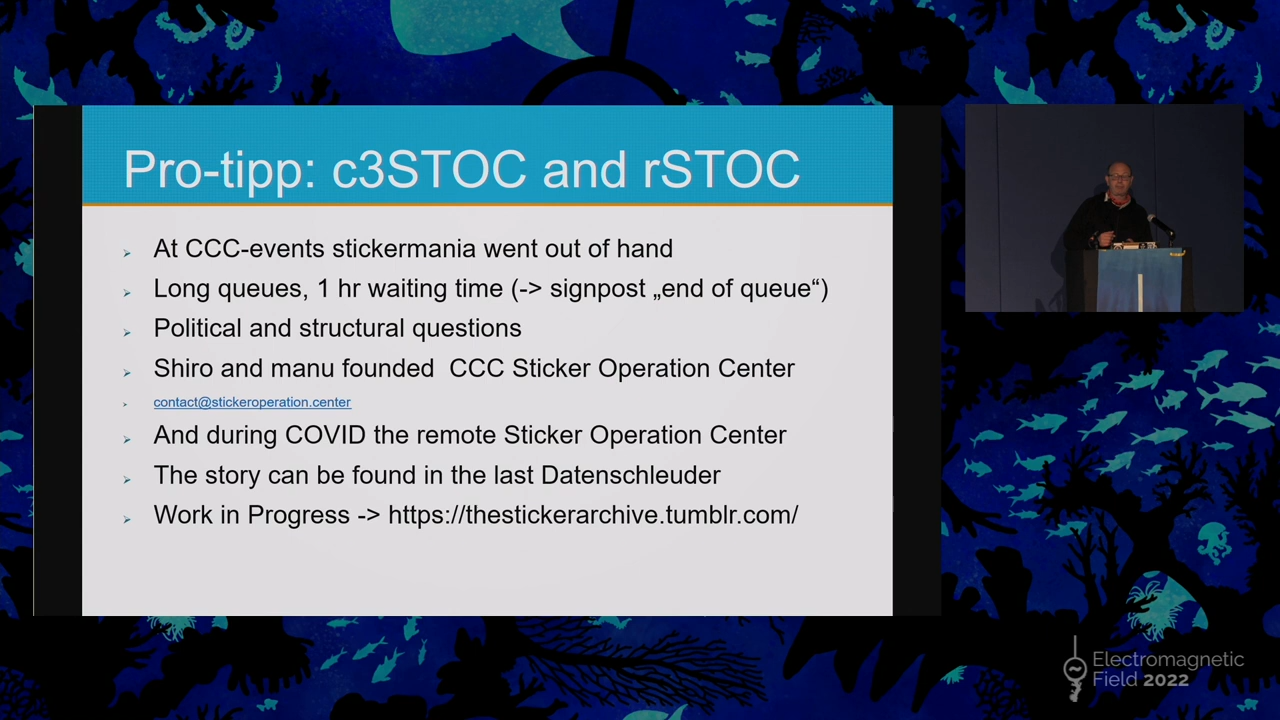 Pro-tipp: c3STOC and rSTOC
At CCC-events stickermania went out of hand
Long queues, 1 hr waiting time (-> signpost „end of queue“)
Political and structural questions
Shiro and manu founded  CCC Sticker Operation Center
contact@stickeroperation.center
And during COVID the remote Sticker Operation Center
The story can be found in the last Datenschleuder
Work in Progress -> https://thestickerarchive.tumblr.com/
Electromagnetic
Field 2022